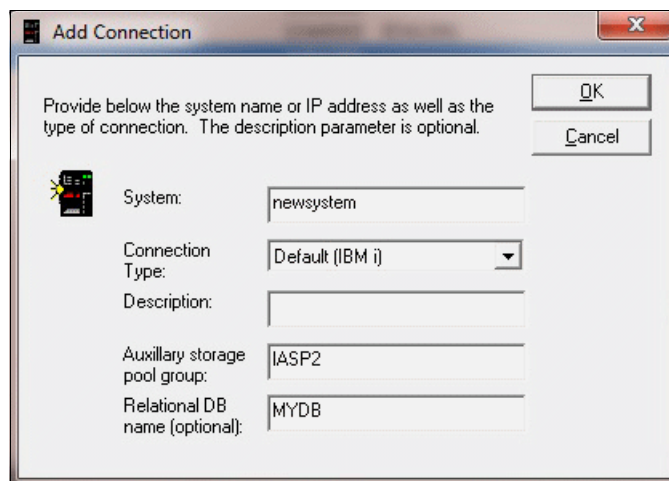 Add Connection
X
Provide below the system name or IP address as well as the
type of connection. The description parameter is optional.
OK
Cancel
System:
newsystem
Connection
Type:
Default (IBM i)
Description:
Auxillary storage
pool group:
IASP2
Relational DB
name (optional):
MYDB